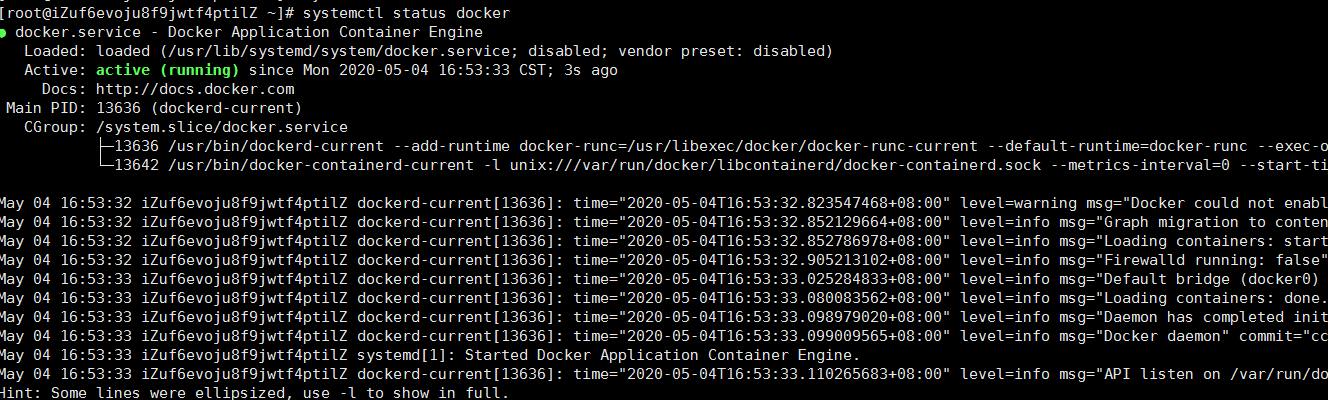 [root@iZuf6evoju8f9jwtf4ptilZ ~]# systemctl status docker
● docker.service - Docker Application Container Engine
   Loaded: loaded (/usr/lib/systemd/system/docker.service; disabled; vendor preset: disabled)
   Active: active (running) since Mon 2020-05-04 16:53:33 CST; 3s ago
     Docs: http://docs.docker.com
 Main PID: 13636 (dockerd-current)
   CGroup: /system.slice/docker.service
           ├─13636 /usr/bin/dockerd-current --add-runtime docker-runc=/usr/libexec/docker/docker-runc-current --default-runtime=docker-runc --exec-o
           └─13642 /usr/bin/docker-containerd-current -l unix:///var/run/docker/libcontainerd/docker-containerd.sock --metrics-interval=0 --start-ti
May 04 16:53:32 iZuf6evoju8f9jwtf4ptilZ dockerd-current[13636]: time="2020-05-04T16:53:32.823547468+08:00" level=warning msg="Docker could not enabl
May 04 16:53:32 iZuf6evoju8f9jwtf4ptilZ dockerd-current[13636]: time="2020-05-04T16:53:32.852129664+08:00" level=info msg="Graph migration to conten
May 04 16:53:32 iZuf6evoju8f9jwtf4ptilZ dockerd-current[13636]: time="2020-05-04T16:53:32.852786978+08:00" level=info msg="Loading containers: start
May 04 16:53:32 iZuf6evoju8f9jwtf4ptilZ dockerd-current[13636]: time="2020-05-04T16:53:32.905213102+08:00" level=info msg="Firewalld running: false"
May 04 16:53:33 iZuf6evoju8f9jwtf4ptilZ dockerd-current[13636]: time="2020-05-04T16:53:33.025284833+08:00" level=info msg="Default bridge (docker0)
May 04 16:53:33 iZuf6evoju8f9jwtf4ptilZ dockerd-current[13636]: time="2020-05-04T16:53:33.080083562+08:00" level=info msg="Loading containers: done.
May 04 16:53:33 iZuf6evoju8f9jwtf4ptilZ dockerd-current[13636]: time="2020-05-04T16:53:33.098979020+08:00" level=info msg="Daemon has completed init
May 04 16:53:33 iZuf6evoju8f9jwtf4ptilZ dockerd-current[13636]: time="2020-05-04T16:53:33.099009565+08:00" level=info msg="Docker daemon" commit="cc
May 04 16:53:33 iZuf6evoju8f9jwtf4ptilZ systemd[1]: Started Docker Application Container Engine.
May 04 16:53:33 iZuf6evoju8f9jwtf4ptilZ dockerd-current[13636]: time="2020-05-04T16:53:33.110265683+08:00" level=info msg="API listen on /var/run/do
Hint: Some lines were ellipsized, use -l to show in full.